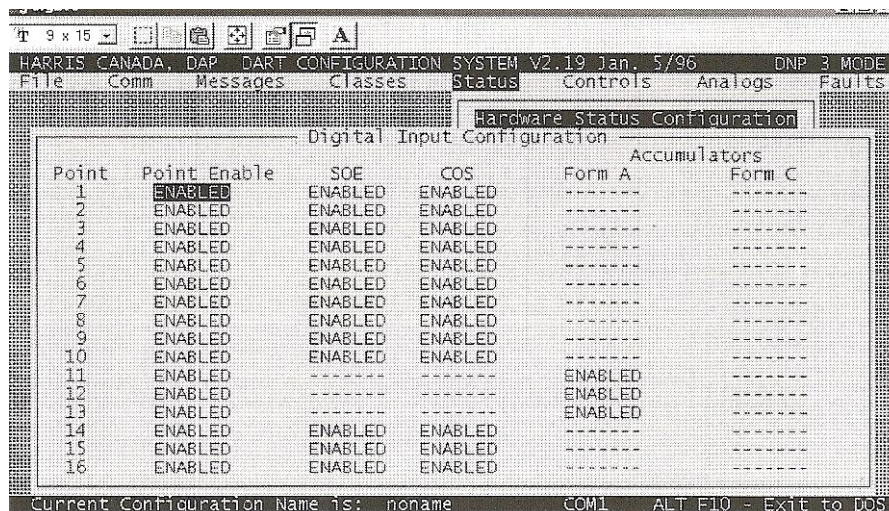 9 x 15
A
HARRIS CANADA, DAP DART CONFIGURATION SYSTEM V2.19 Jan. 5/96 DNP 3 MODE
File Comm Messages Classes Status Controls Analogs Faults
Hardware Status Configuration
Digital Input Configuration
Accumulators
Point Point Enable SOE COS Form A Form C
1 ENABLED ENABLED ENABLED ------- -------
2 ENABLED ENABLED ENABLED ------- -------
3 ENABLED ENABLED ENABLED ------- -------
4 ENABLED ENABLED ENABLED ------- -------
5 ENABLED ENABLED ENABLED ------- -------
6 ENABLED ENABLED ENABLED ------- -------
7 ENABLED ENABLED ENABLED ------- -------
8 ENABLED ENABLED ENABLED ------- -------
9 ENABLED ENABLED ENABLED ------- -------
10 ENABLED ENABLED ENABLED ------- -------
11 ENABLED ------- ------- ENABLED -------
12 ENABLED ------- ------- ENABLED -------
13 ENABLED ------- ------- ENABLED -------
14 ENABLED ENABLED ENABLED ------- -------
15 ENABLED ENABLED ENABLED ------- -------
16 ENABLED ENABLED ENABLED ------- -------
Current Configuration Name is: noname COM1 ALT F10 - Exit to DOS